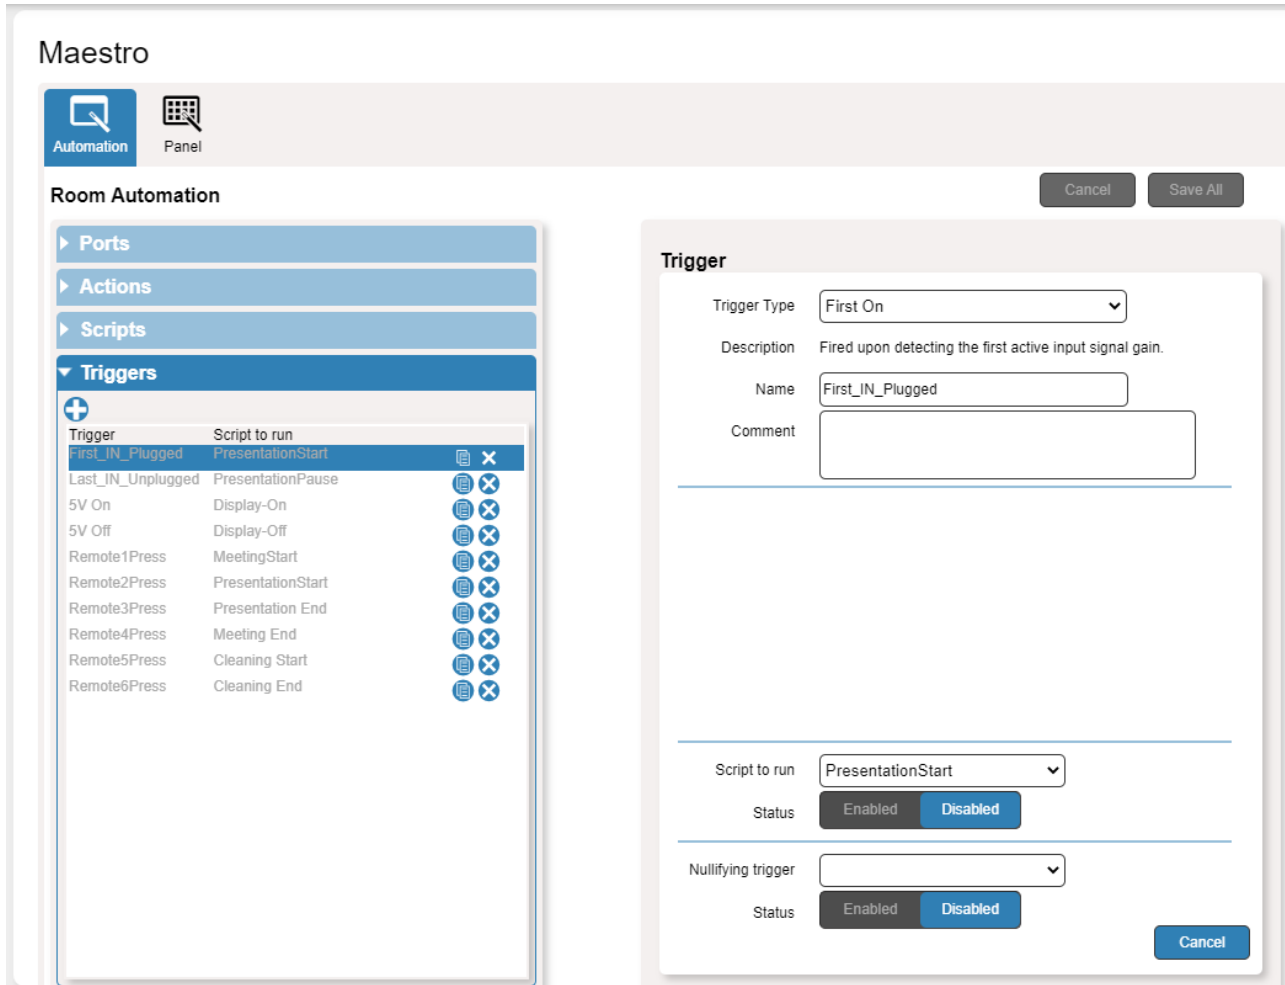 Maestro
Automation
Panel
Room Automation
Cancel
Save All
Ports
Actions
Scripts
Triggers
Trigger Script to run
First_IN_Plugged PresentationStart
Last_IN_Unplugged PresentationPause
5V On Display-On
5V Off Display-Off
Remote1Press MeetingStart
Remote2Press PresentationStart
Remote3Press Presentation End
Remote4Press Meeting End
Remote5Press Cleaning Start
Remote6Press Cleaning End
Trigger
Trigger Type First On
Description Fired upon detecting the first active input signal gain.
Name First_IN_Plugged
Comment
Script to run PresentationStart
Status Enabled Disabled
Nullifying trigger
Status Enabled Disabled
Cancel